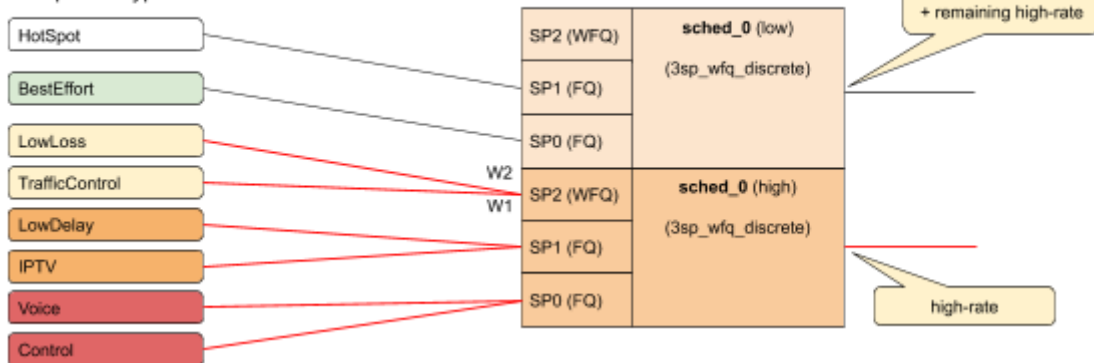 + remaining high-rate
HotSpot
BestEffort
LowLoss
TrafficControl
LowDelay
IPTV
Voice
Control
W2
W1
SP2 (WFQ)
SP1 (FQ)
SP0 (FQ)
SP2 (WFQ)
SP1 (FQ)
SP0 (FQ)
sched_0 (low)
(3sp_wfq_discrete)
sched_0 (high)
(3sp_wfq_discrete)
high-rate